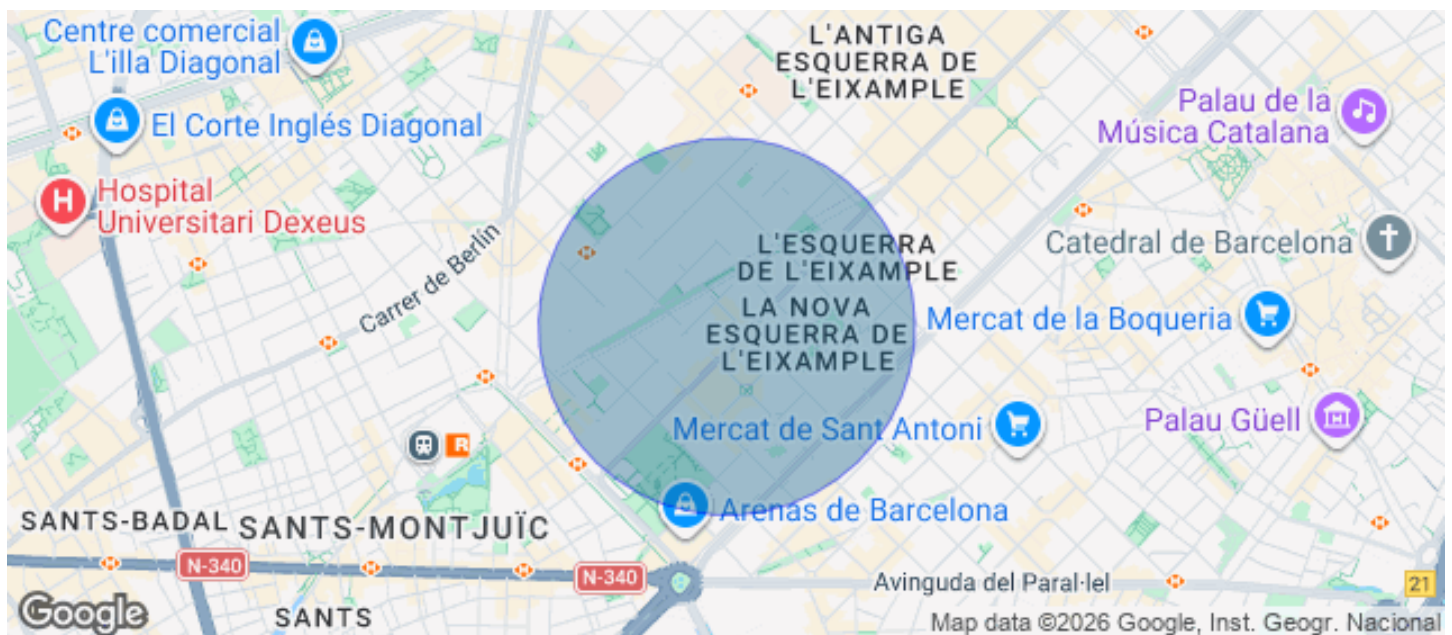 Centre comercial
L'illa Diagonal
El Corte Inglés Diagonal
Hospital
Universitari Dexeus
L'ANTIGA
ESQUERRA DE
L'EIXAMPLE
Palau de la
Música Catalana
Carrer de Berlín
L'ESQUERRA
DE L'EIXAMPLE
LA NOVA
ESQUERRA DE
L'EIXAMPLE
Catedral de Barcelona
Mercat de la Boqueria
Mercat de Sant Antoni
Palau Güell
R
Arenas de Barcelona
SANTS-BADAL
SANTS-MONTJUÏC
N-340
N-340
Avinguda del Paral·lel
21
SANTS
Google
Map data ©2026 Google, Inst. Geogr. Nacional